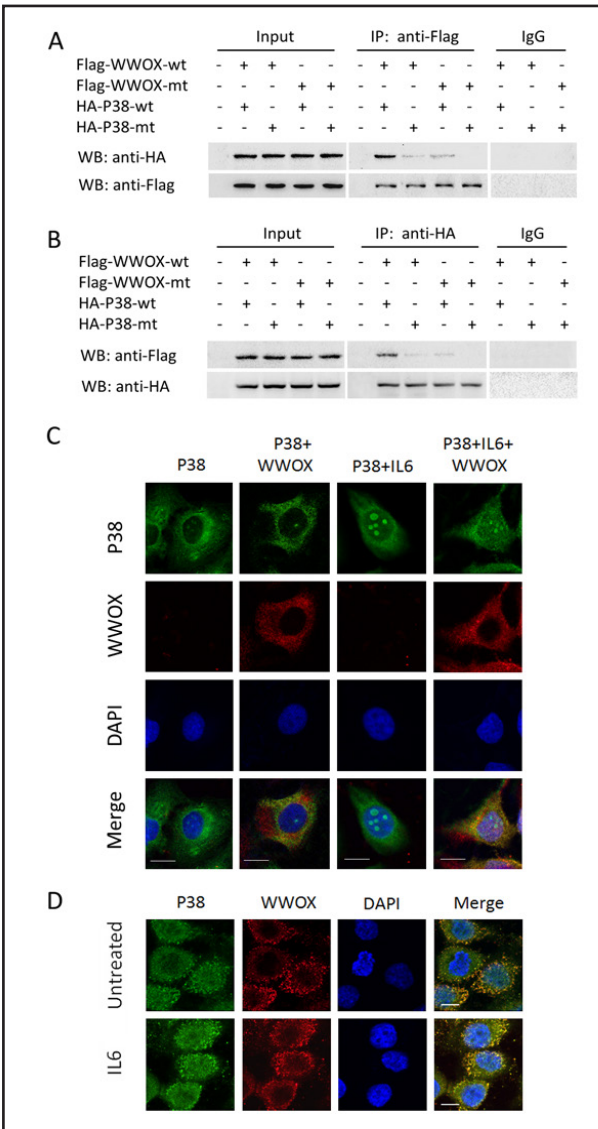 A
Input IP: anti-Flag IgG
Flag-WWOX-wt - + + - - - + + - - + + -
Flag-WWOX-mt - - - + + - - - + + - - +
HA-P38-wt - + - + - - + - + - + - -
HA-P38-mt - - + - + - - + - + - + +
WB: anti-HA
WB: anti-Flag
B
Input IP: anti-HA IgG
Flag-WWOX-wt - + + - - - + + - - + + -
Flag-WWOX-mt - - - + + - - - + + - - +
HA-P38-wt - + - + - - + - + - + - -
HA-P38-mt - - + - + - - + - + - + +
WB: anti-Flag
WB: anti-HA
C
P38 P38+ WWOX P38+IL6 P38+IL6+ WWOX
P38
WWOX
DAPI
Merge
D
P38 WWOX DAPI Merge
Untreated
IL6